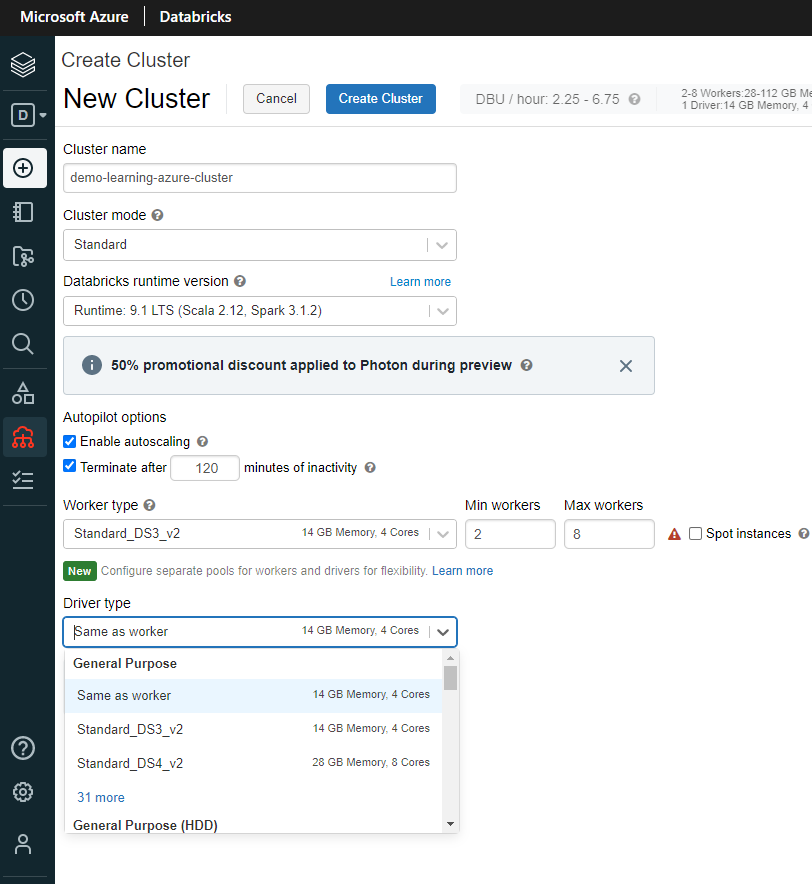 Microsoft Azure Databricks
Create Cluster
New Cluster
Cancel
Create Cluster
DBU / hour: 2.25 - 6.75
2-8 Workers:28-112 GB Me
1 Driver:14 GB Memory, 4
D
Cluster name
demo-learning-azure-cluster
Cluster mode
Standard
Databricks runtime version
Learn more
Runtime: 9.1 LTS (Scala 2.12, Spark 3.1.2)
50% promotional discount applied to Photon during preview
Autopilot options
Enable autoscaling
Terminate after 120 minutes of inactivity
Worker type Min workers Max workers
Standard_DS3_v2 14 GB Memory, 4 Cores 2 8 Spot instances
New Configure separate pools for workers and drivers for flexibility. Learn more
Driver type
Same as worker 14 GB Memory, 4 Cores
General Purpose
Same as worker 14 GB Memory, 4 Cores
Standard_DS3_v2 14 GB Memory, 4 Cores
Standard_DS4_v2 28 GB Memory, 8 Cores
31 more
General Purpose (HDD)